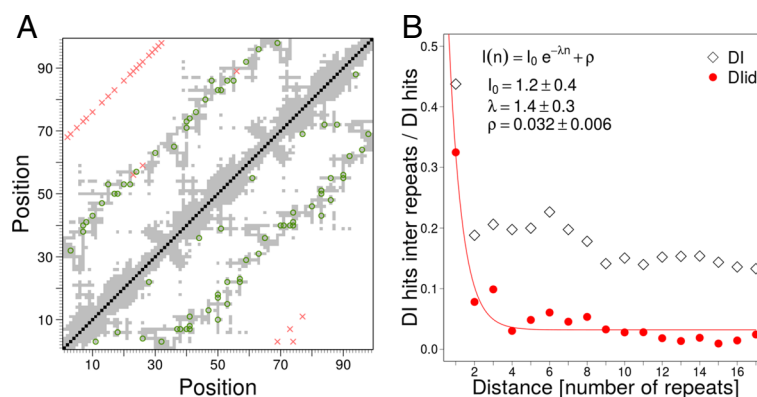 A
Position
90
70
50
30
10
10
30
50
70
90
Position
B
DI hits inter repeats / DI hits
0.5
0.4
0.3
0.2
0.1
0.0
I(n) = I₀ e^{-λn} + ρ
I₀ = 1.2 ± 0.4
λ = 1.4 ± 0.3
ρ = 0.032 ± 0.006
DI
DIid
2 4 6 8 10 12 14 16
Distance [number of repeats]